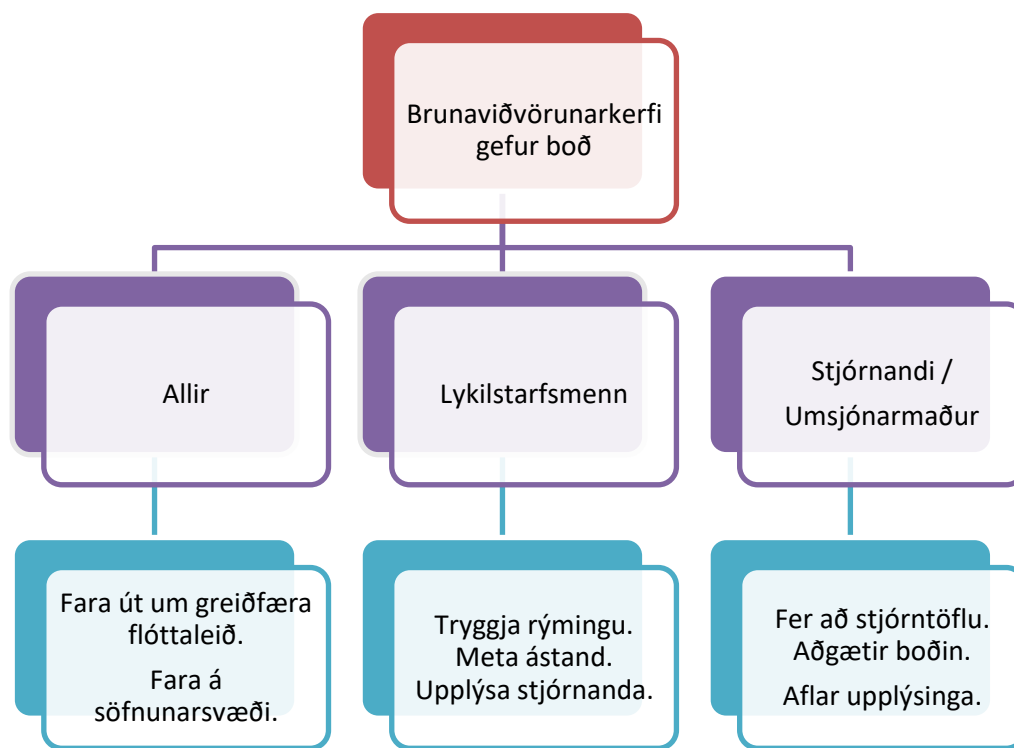 Brunaviðvörunarkerfi
gefur boð
Allir
Lykilstarfsmenn
Stjórnandi /
Umsjónarmaður
Fara út um greiðfæra
flóttaleið.
Fara á
söfnunarsvæði.
Tryggja rýmingu.
Meta ástand.
Upplýsa stjórnanda.
Fer að stjórntöflu.
Aðgætir boðin.
Aflar upplýsinga.